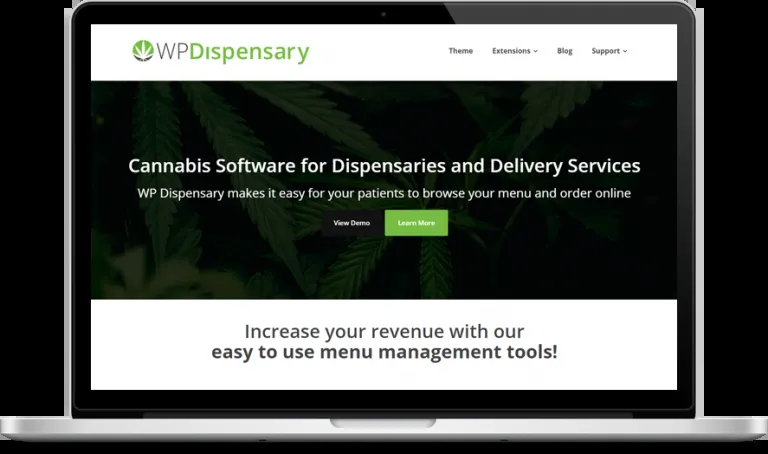 WPDispensary
Theme Extensions Blog Support
Cannabis Software for Dispensaries and Delivery Services
WP Dispensary makes it easy for your patients to browse your menu and order online
View Demo Learn More
Increase your revenue with our
easy to use menu management tools!